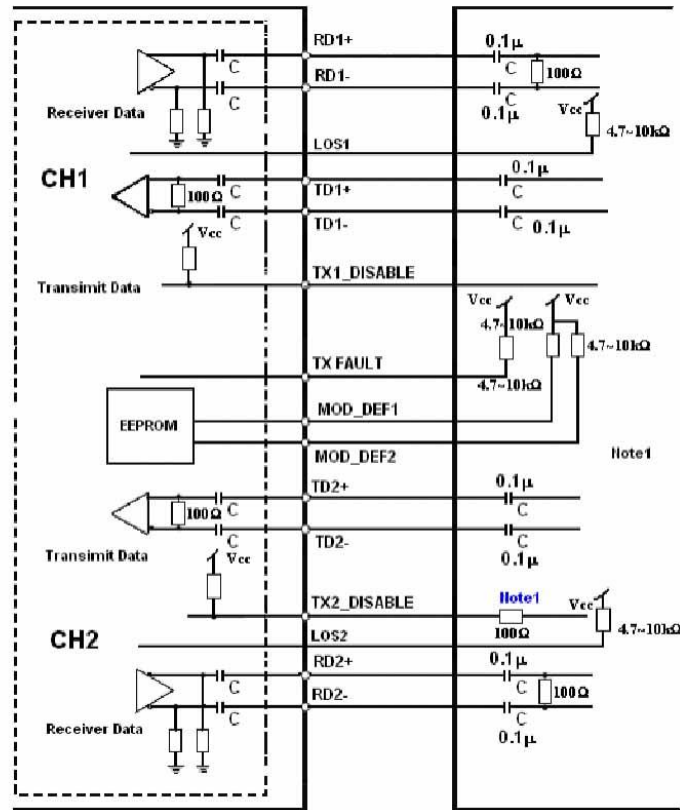 RD1+
0.1μ
C
C
100Ω
RD1-
C
C
0.1μ
Vcc
Receiver Data
4.7~10kΩ
LOS1
CH1
TD1+
0.1μ
C
100Ω
C
C
TD1-
C
0.1μ
Vcc
TX1_DISABLE
Transimit Data
Vcc
Vcc
4.7~10kΩ
4.7~10kΩ
TX FAULT
4.7~10kΩ
MOD_DEF1
EEPROM
MOD_DEF2
Note1
TD2+
0.1μ
C
100Ω
C
C
TD2-
C
0.1μ
Transimit Data
Vcc
TX2_DISABLE
Note1
Vcc
100Ω
4.7~10kΩ
CH2
LOS2
RD2+
0.1μ
C
C
100Ω
RD2-
C
C
0.1μ
Receiver Data